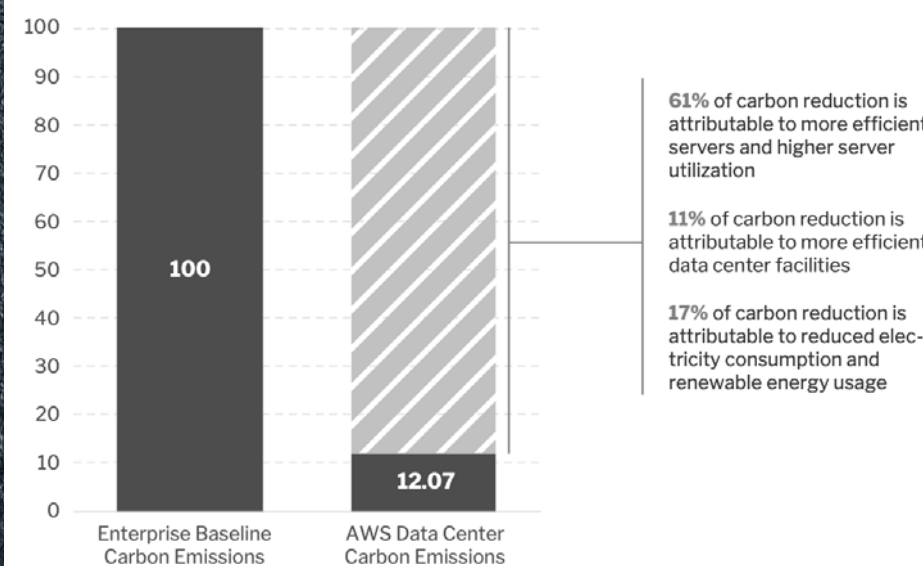 100
90
80
70
60
50
40
30
20
10
0
100
12.07
Enterprise Baseline
Carbon Emissions
AWS Data Center
Carbon Emissions
61% of carbon reduction is
attributable to more efficient
servers and higher server
utilization
11% of carbon reduction is
attributable to more efficient
data center facilities
17% of carbon reduction is
attributable to reduced elec-
tricity consumption and
renewable energy usage